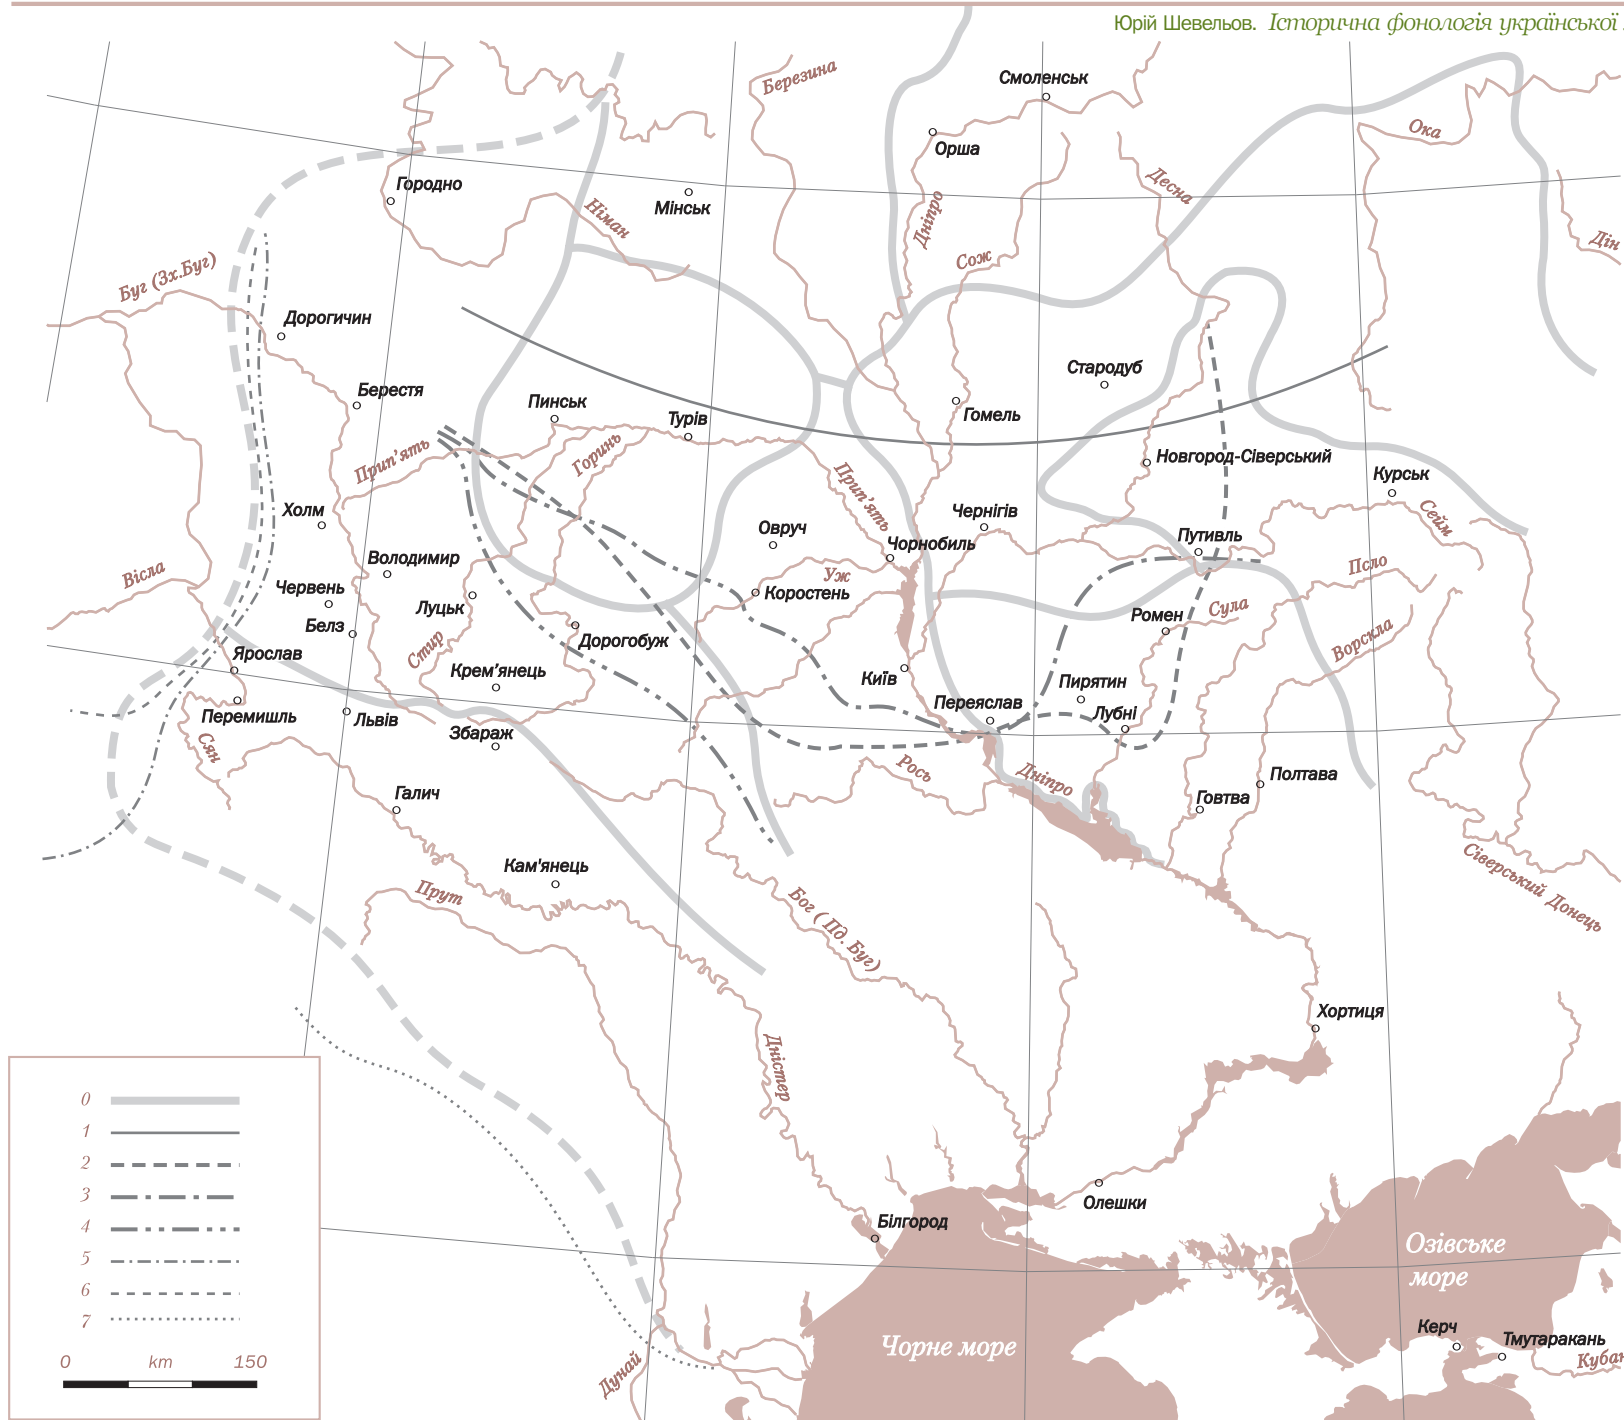 Юрій Шевельов. Історична фонологія української
Смоленськ
Березина
Орша
Ока
Городно
Німан
Мінськ
Дніпро
Сож
Десна
Дін
Буг (Зх.Буг)
Дорогичин
Берестя
Пинськ
Турів
Гомель
Стародуб
Прип'ять
Горинь
Прип'ять
Новгород-Сіверський
Курськ
Сейм
Холм
Володимир
Овруч
Чорнобиль
Чернігів
Путивль
Псло
Вісла
Червень
Белз
Луцьк
Стир
Уж
Коростень
Дорогобуж
Ромен
Сула
Ворскла
Ярослав
Крем'янець
Київ
Переяслав
Пирятин
Лубні
Перемишль
Львів
Збараж
Сян
Рось
Дніпро
Говтва
Полтава
Галич
Кам'янець
Прут
Бог ( Пд. Буг)
Сіверський Донець
Хортиця
Дністер
Олешки
Білгород
Озівське
море
Чорне море
Керч
Тмутаракань
Дунай
0
1
2
3
4
5
6
7
0 km 150